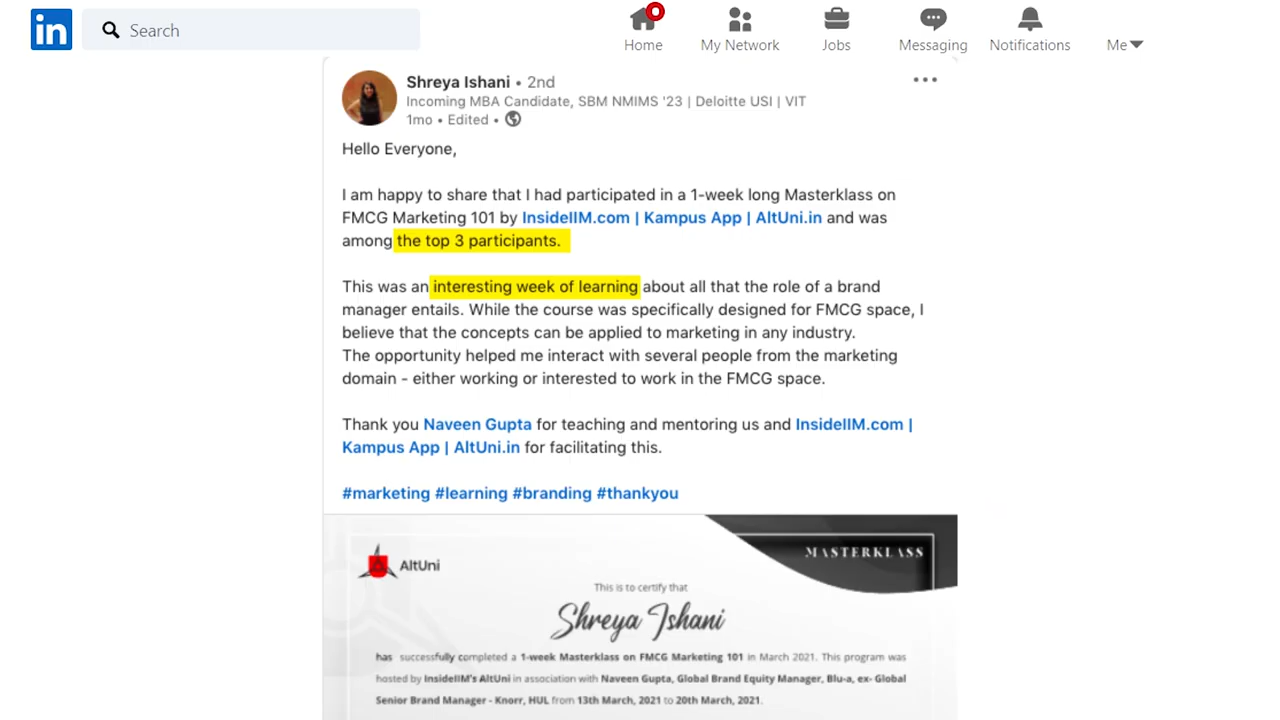 in
Search
Home
My Network
Jobs
Messaging
Notifications
Me
Shreya Ishani • 2nd
Incoming MBA Candidate, SBM NMIMS '23 | Deloitte USI | VIT
1mo • Edited •
Hello Everyone,
I am happy to share that I had participated in a 1-week long Masterklass on
FMCG Marketing 101 by InsideIIM.com | Kampus App | AltUni.in and was
among the top 3 participants.
This was an interesting week of learning about all that the role of a brand
manager entails. While the course was specifically designed for FMCG space, I
believe that the concepts can be applied to marketing in any industry.
The opportunity helped me interact with several people from the marketing
domain - either working or interested to work in the FMCG space.
Thank you Naveen Gupta for teaching and mentoring us and InsideIIM.com |
Kampus App | AltUni.in for facilitating this.
#marketing #learning #branding #thankyou
AltUni
MASTERKLASS
This is to certify that
Shreya Ishani
has successfully completed a 1-week Masterklass on FMCG Marketing 101 in March 2021. This program was
hosted by InsideIIM's AltUni in association with Naveen Gupta, Global Brand Equity Manager, Blu-a, ex- Global
Senior Brand Manager - Knorr, HUL from 13th March, 2021 to 20th March, 2021.